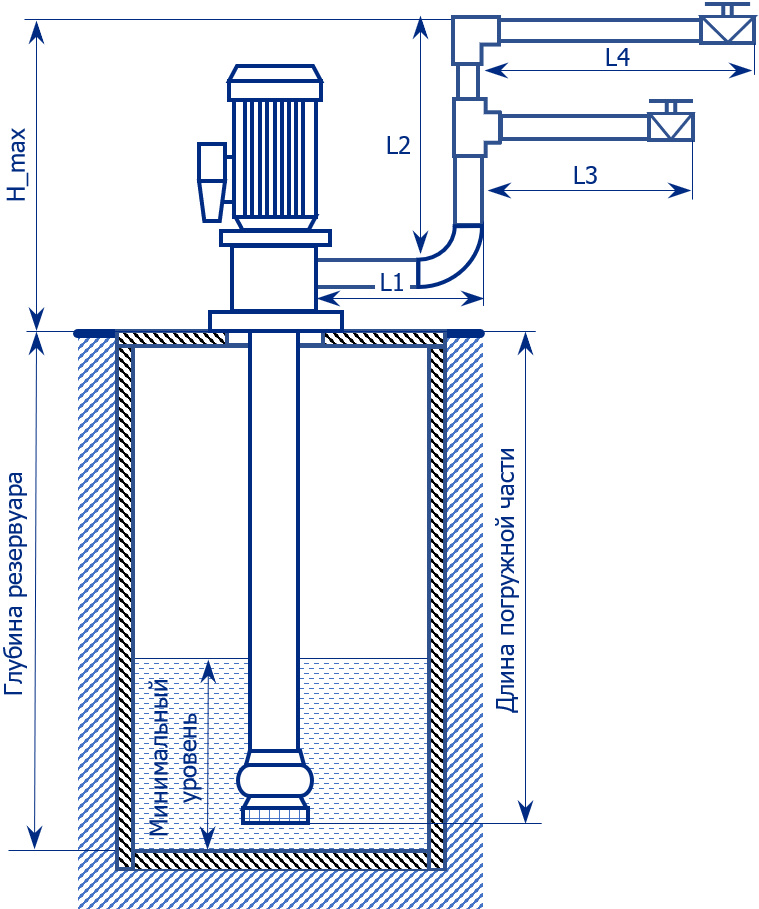 L4
H_max
L2
L3
L1
Глубина резервуара
Длина погружной части
Минимальный
уровень